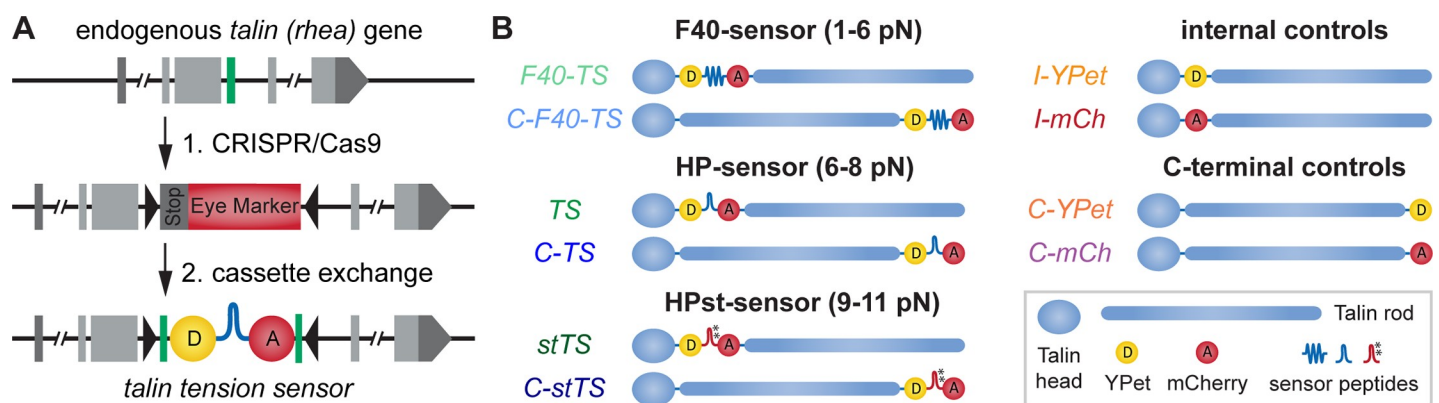 A
endogenous talin (rhea) gene
1. CRISPR/Cas9
Stop
Eye Marker
2. cassette exchange
D
A
talin tension sensor
B
F40-sensor (1-6 pN)
F40-TS
D
A
C-F40-TS
D
A
HP-sensor (6-8 pN)
TS
D
A
C-TS
D
A
HPst-sensor (9-11 pN)
stTS
D
**
A
C-stTS
D
**
A
internal controls
I-YPet
D
I-mCh
A
C-terminal controls
C-YPet
D
C-mCh
A
Talin rod
Talin
head
D
YPet
A
mCherry
**
sensor peptides